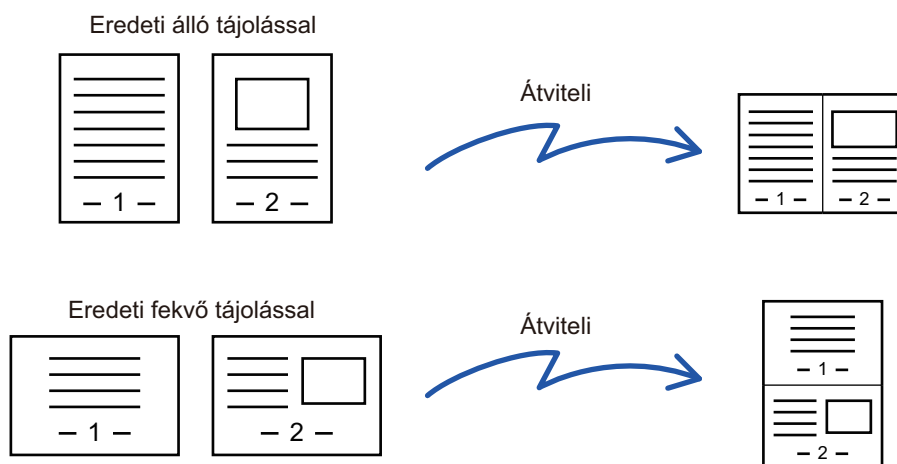 Eredeti álló tájolással
Átviteli
– 1 –
– 2 –
– 1 –
– 2 –
Eredeti fekvő tájolással
Átviteli
– 1 –
– 2 –
– 1 –
– 2 –